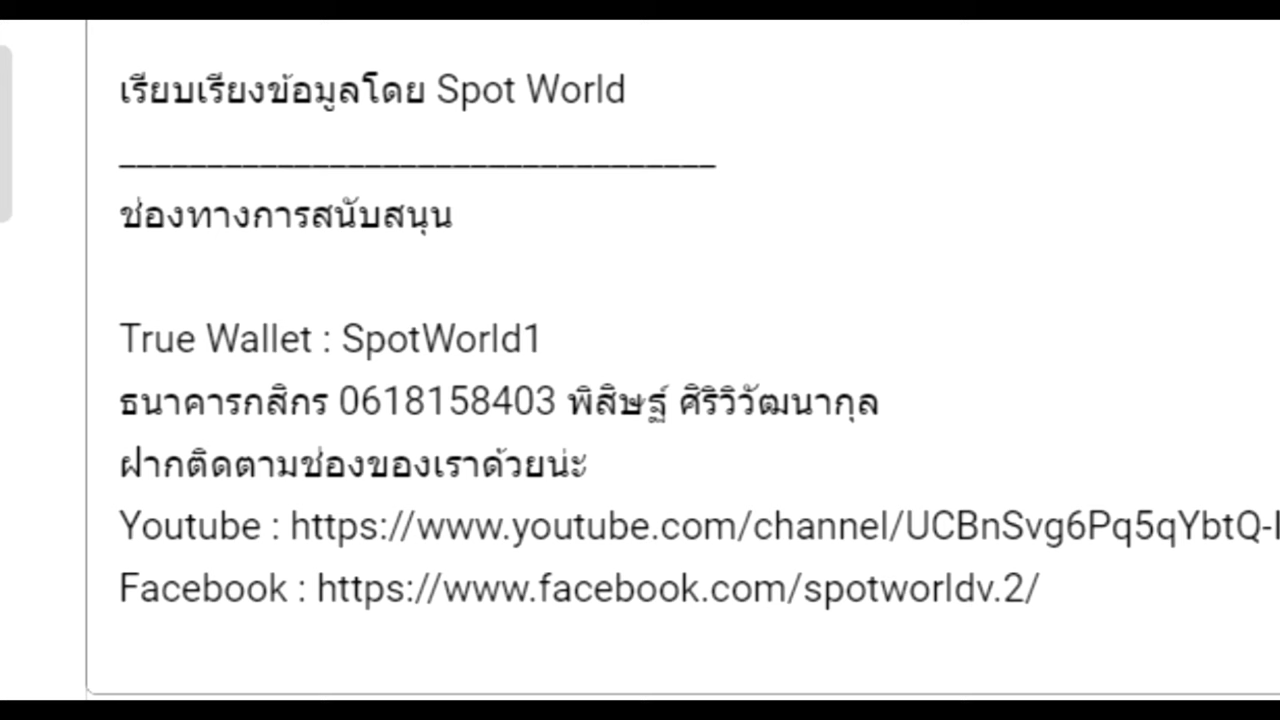 เรียบเรียงข้อมูลโดย Spot World
__________________________________
ช่องทางการสนับสนุน
True Wallet : SpotWorld1
ธนาคารกสิกร 0618158403 พิสิษฐ์ ศิริวิวัฒนากุล
ฝากติดตามช่องของเราด้วยน่ะ
Youtube : https://www.youtube.com/channel/UCBnSvg6Pq5qYbtQ-
Facebook : https://www.facebook.com/spotworldv.2/